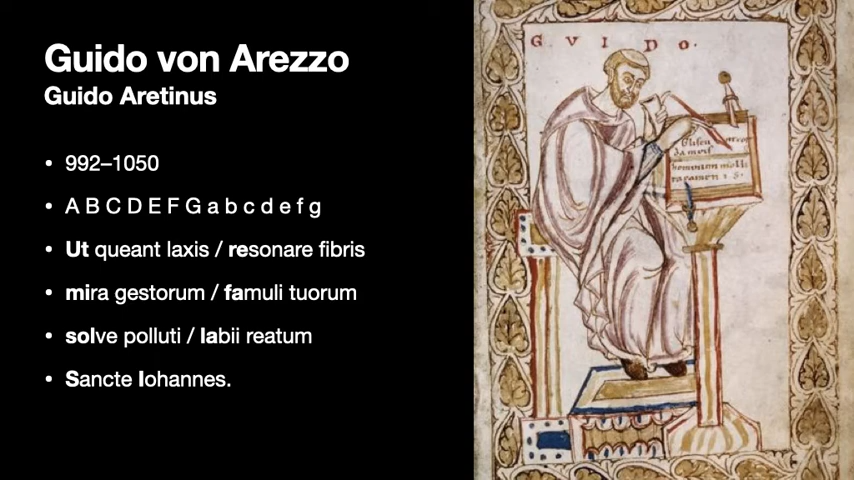 Guido von Arezzo
Guido Aretinus
• 992–1050
• A B C D E F G a b c d e f g
• Ut queant laxis / resonare fibris
• mira gestorum / famuli tuorum
• solve polluti / labii reatum
• Sancte Iohannes.
G V I D O .